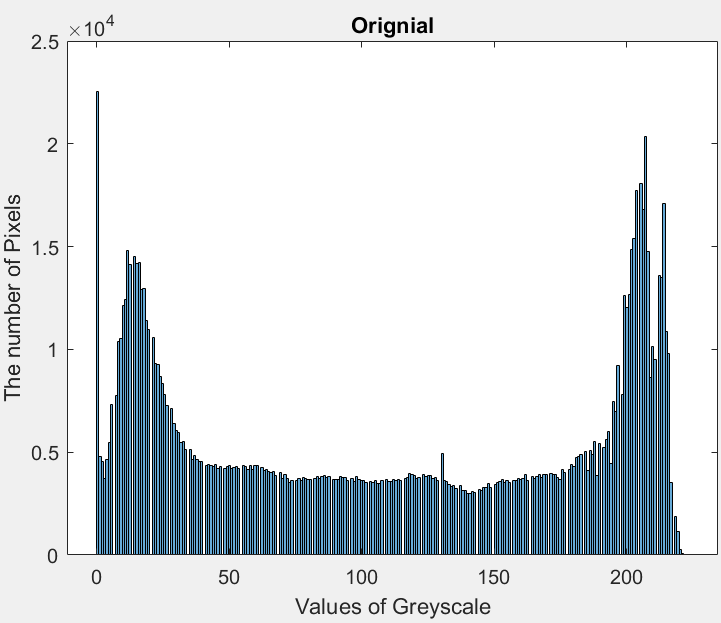 Orignial
×10⁴
2.5
2
1.5
1
0.5
0
The number of Pixels
0 50 100 150 200
Values of Greyscale